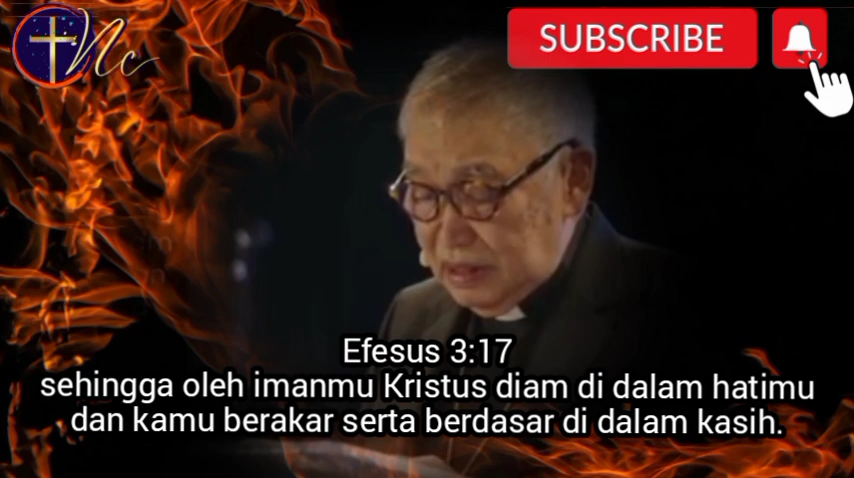 Nc
SUBSCRIBE
Efesus 3:17
sehingga oleh imanmu Kristus diam di dalam hatimu
dan kamu berakar serta berdasar di dalam kasih.